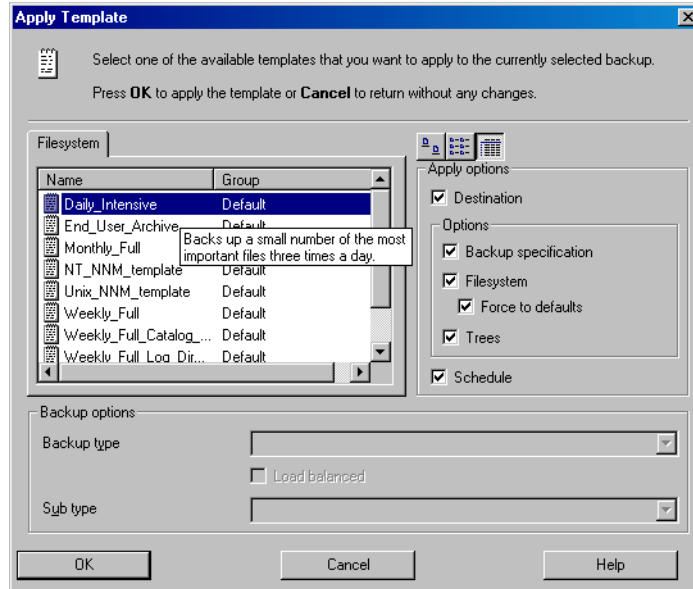 Apply Template
Select one of the available templates that you want to apply to the currently selected backup.
Press OK to apply the template or Cancel to return without any changes.
Filesystem
Name Group
Daily_Intensive Default
End_User_Archive Default
Backs up a small number of the most
important files three times a day.
Monthly_Full
NT_NNM_template Default
Unix_NNM_template Default
Weekly_Full Default
Weekly_Full_Catalog_... Default
Weekly_Full_Log_Dir... Default
Apply options
Destination
Options
Backup specification
Filesystem
Force to defaults
Trees
Schedule
Backup options
Backup type
Load balanced
Sub type
OK Cancel Help